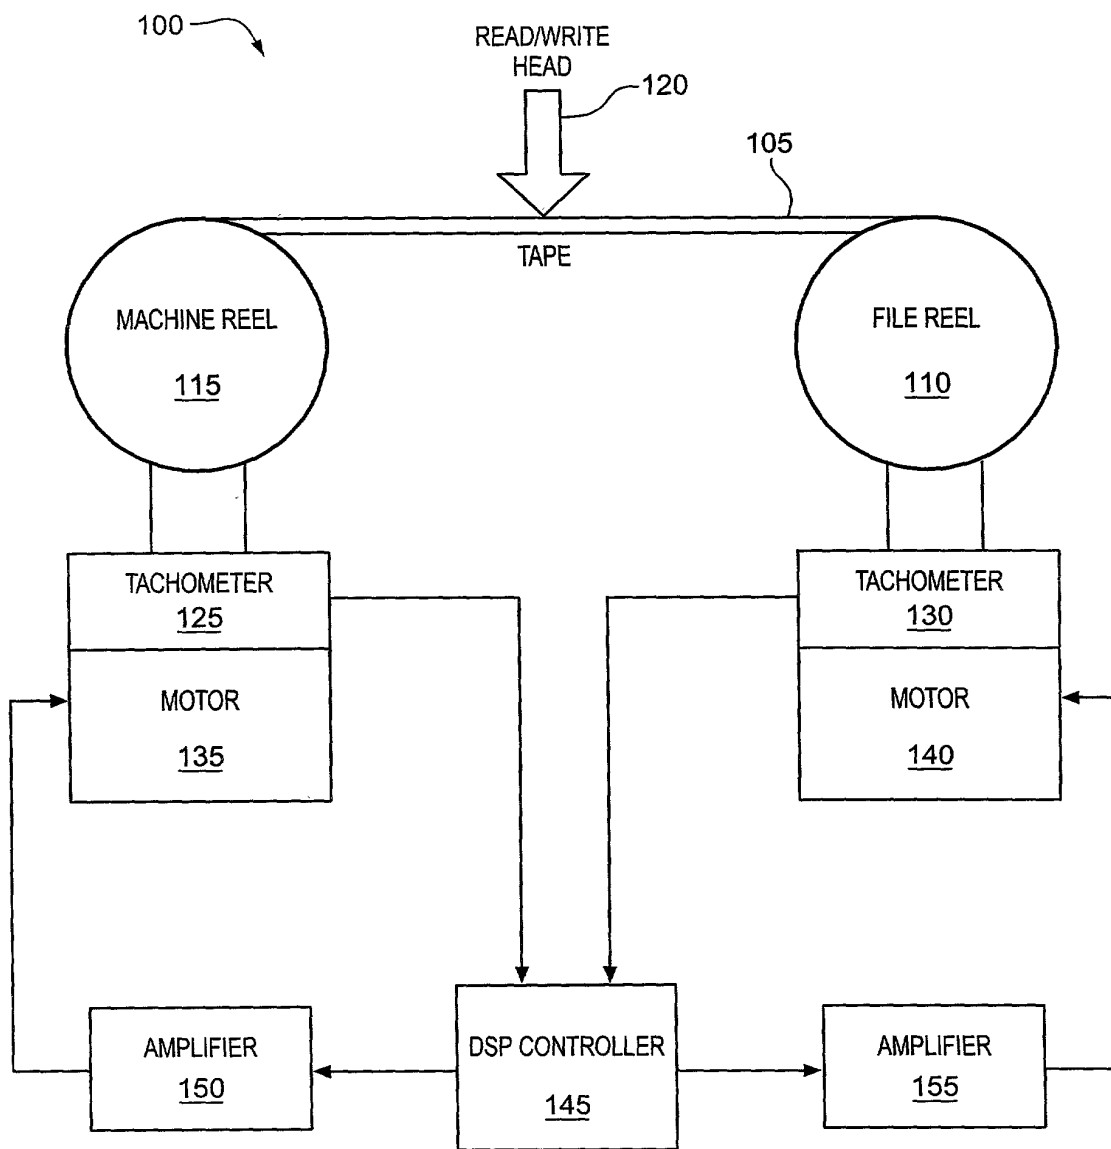 100
READ/WRITE
HEAD
120
105
TAPE
MACHINE REEL
115
FILE REEL
110
TACHOMETER
125
TACHOMETER
130
MOTOR
135
MOTOR
140
AMPLIFIER
150
DSP CONTROLLER
145
AMPLIFIER
155